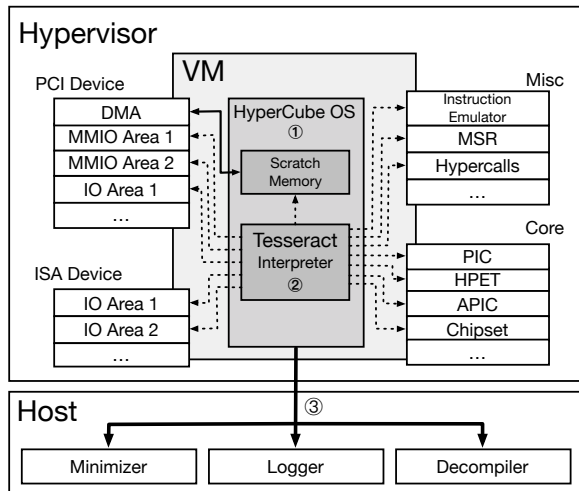 Hypervisor
VM
PCI Device
DMA
MMIO Area 1
MMIO Area 2
IO Area 1
...
ISA Device
IO Area 1
IO Area 2
...
HyperCube OS
①
Scratch
Memory
Tesseract
Interpreter
②
Misc
Instruction
Emulator
MSR
Hypercalls
...
Core
PIC
HPET
APIC
Chipset
...
Host
③
Minimizer
Logger
Decompiler